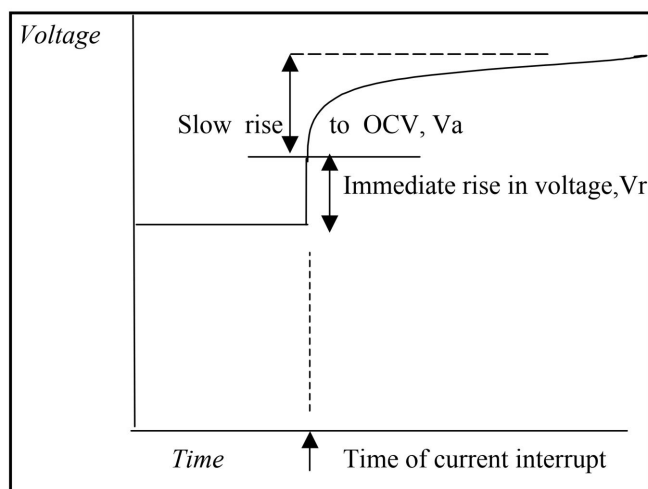 Voltage
Slow rise to OCV, Va
Immediate rise in voltage,Vr
Time
Time of current interrupt